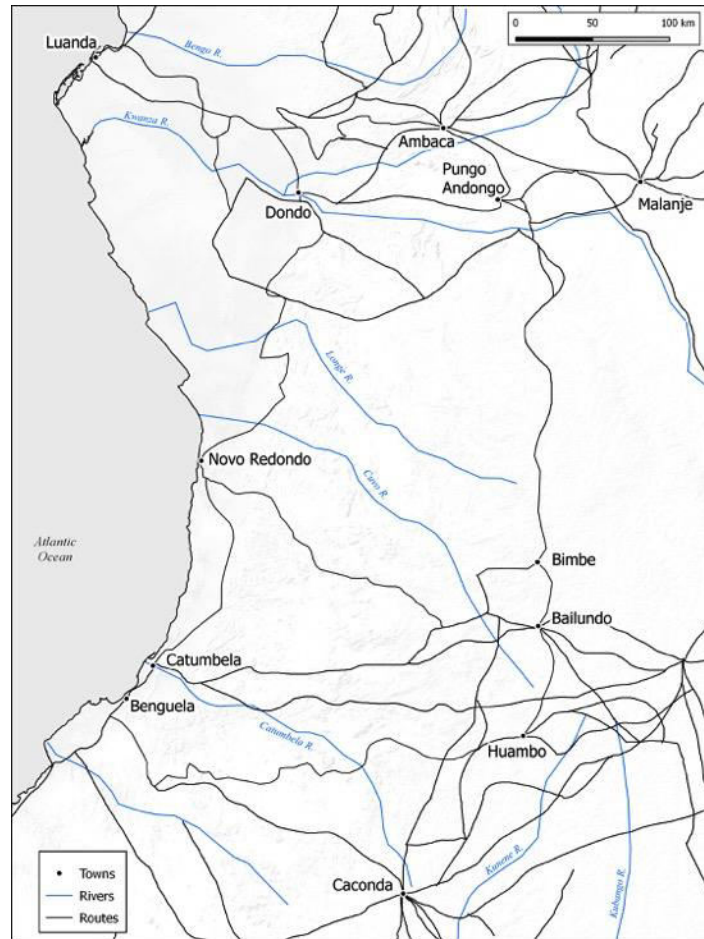 0 50 100 km
Luanda
Bengo R.
Kwanza R.
Ambaca
Pungo
Andongo
Malanje
Dondo
Longe R.
Cuvo R.
Novo Redondo
Atlantic
Ocean
Bimbe
Bailundo
Catumbela
Benguela
Catumbela R.
Huambo
Kunene R.
Kubango R.
Caconda
Towns
Rivers
Routes